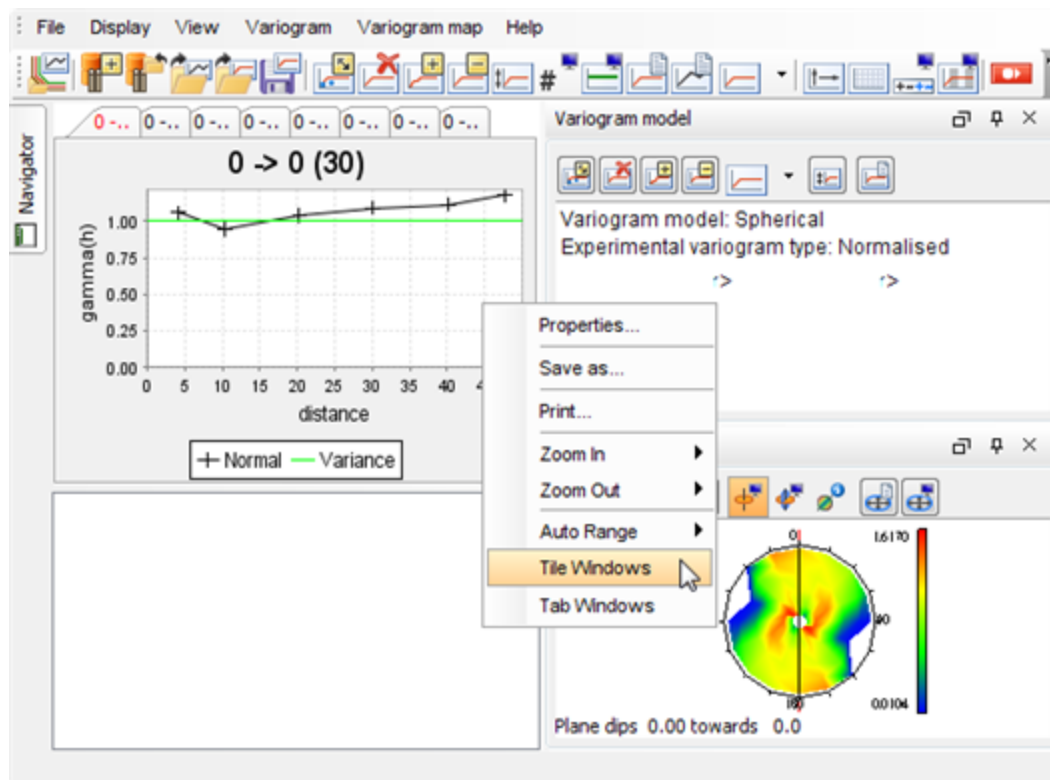 File Display View Variogram Variogram map Help
#
Navigator
0 -.. 0 -.. 0 -.. 0 -.. 0 -.. 0 -.. 0 -.. 0 -..
0 -> 0 (30)
gamma(h)
1.00
0.75
0.50
0.25
0.00
0 5 10 15 20 25 30 35 40
distance
Normal Variance
Variogram model
Variogram model: Spherical
Experimental variogram type: Normalised
Properties...
Save as...
Print...
Zoom In
Zoom Out
Auto Range
Tile Windows
Tab Windows
0
1.6170
90
180
0.0104
Plane dips 0.00 towards 0.0